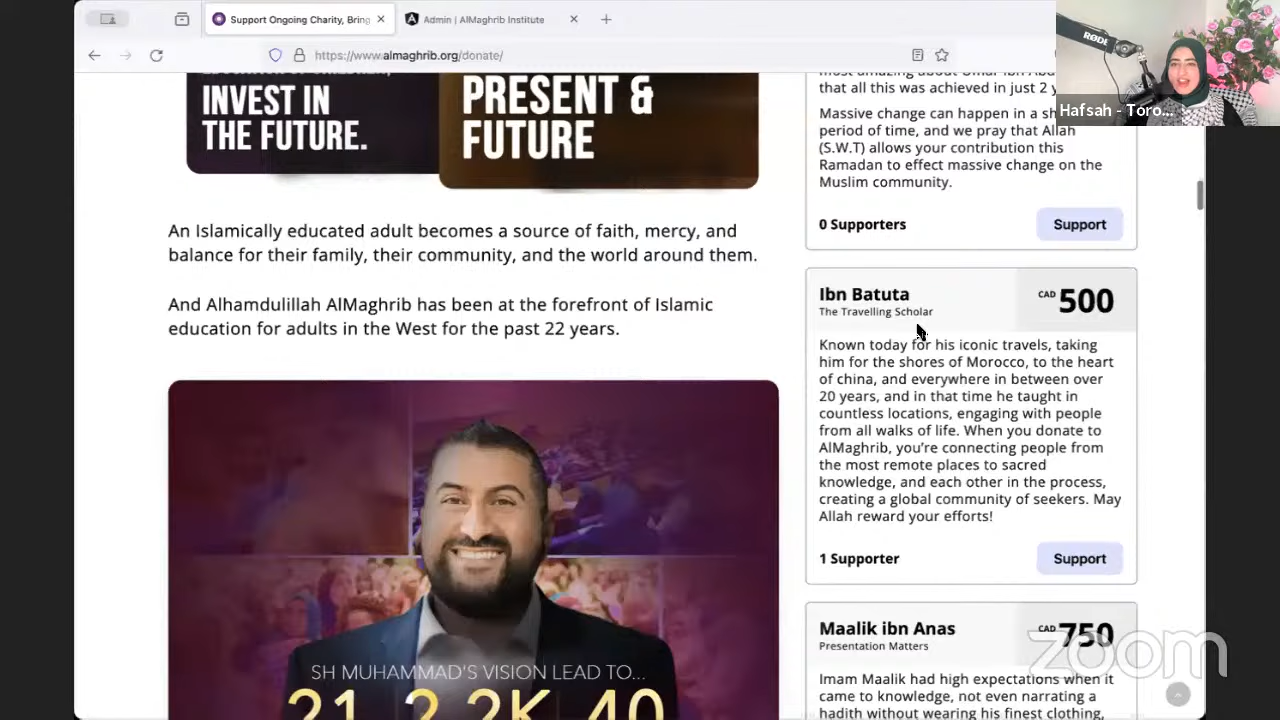 Support Ongoing Charity, Bring
Admin | AlMaghrib Institute
https://www.almaghrib.org/donate/
RODE
Hafsah - Toro...
INVEST IN
THE FUTURE.
PRESENT &
FUTURE
An Islamically educated adult becomes a source of faith, mercy, and
balance for their family, their community, and the world around them.
And Alhamdulillah AlMaghrib has been at the forefront of Islamic
education for adults in the West for the past 22 years.
SH MUHAMMAD'S VISION LEAD TO...
21 2 2K 40
that all this was achieved in just 2 y
Massive change can happen in a sh
period of time, and we pray that Allah
(S.W.T) allows your contribution this
Ramadan to effect massive change on the
Muslim community.
0 Supporters
Support
Ibn Batuta
The Travelling Scholar
CAD 500
Known today for his iconic travels, taking
him for the shores of Morocco, to the heart
of china, and everywhere in between over
20 years, and in that time he taught in
countless locations, engaging with people
from all walks of life. When you donate to
AlMaghrib, you're connecting people from
the most remote places to sacred
knowledge, and each other in the process,
creating a global community of seekers. May
Allah reward your efforts!
1 Supporter
Support
Maalik ibn Anas
Presentation Matters
CAD 750
Imam Maalik had high expectations when it
came to knowledge, not even narrating a
hadith without wearing his finest clothing,
zoom